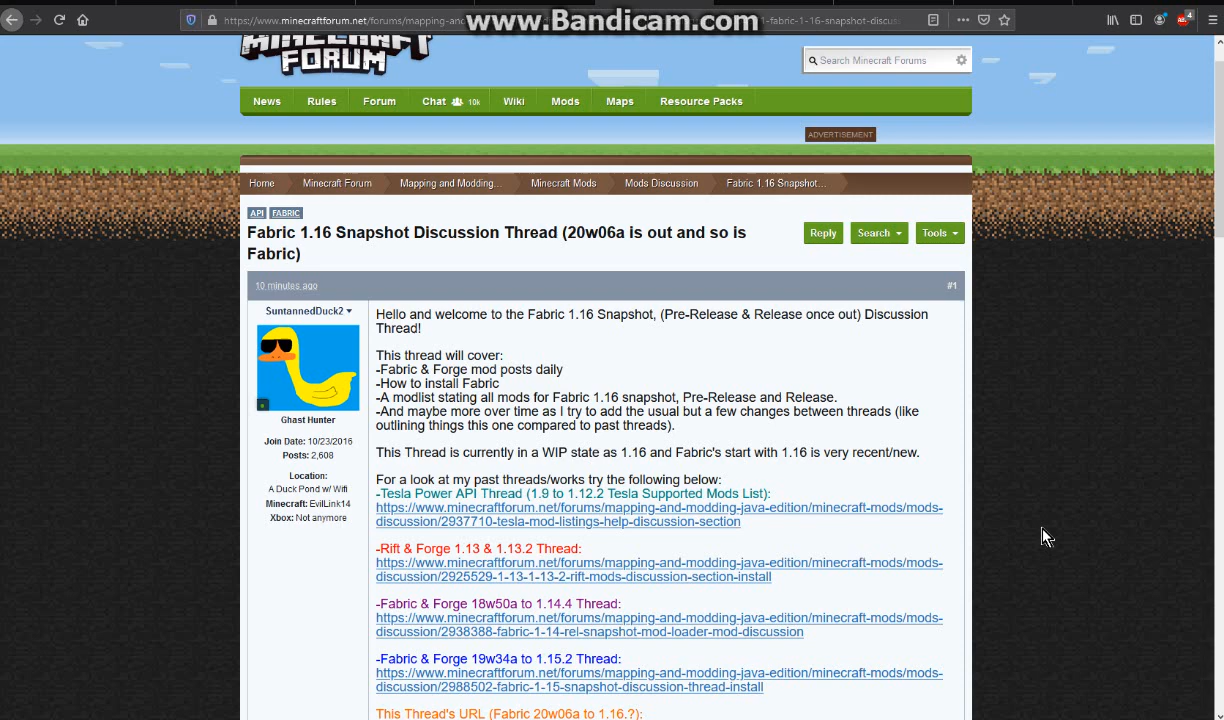 https://www.minecraftforum.net/forums/mapping-and-
1-fabric-1-16-snapshot-discus
www.Bandicam.com
4
MINECRAFT
FORUM
Search Minecraft Forums
News Rules Forum Chat 10k Wiki Mods Maps Resource Packs
ADVERTISEMENT
Home Minecraft Forum Mapping and Modding... Minecraft Mods Mods Discussion Fabric 1.16 Snapshot...
API FABRIC
Fabric 1.16 Snapshot Discussion Thread (20w06a is out and so is
Fabric)
Reply Search Tools
10 minutes ago #1
SuntannedDuck2
Ghast Hunter
Join Date: 10/23/2016
Posts: 2,608
Location:
A Duck Pond w/ Wifi
Minecraft: EvilLink14
Xbox: Not anymore
Hello and welcome to the Fabric 1.16 Snapshot, (Pre-Release & Release once out) Discussion
Thread!
This thread will cover:
-Fabric & Forge mod posts daily
-How to install Fabric
-A modlist stating all mods for Fabric 1.16 snapshot, Pre-Release and Release.
-And maybe more over time as I try to add the usual but a few changes between threads (like
outlining things this one compared to past threads).
This Thread is currently in a WIP state as 1.16 and Fabric's start with 1.16 is very recent/new.
For a look at my past threads/works try the following below:
-Tesla Power API Thread (1.9 to 1.12.2 Tesla Supported Mods List):
https://www.minecraftforum.net/forums/mapping-and-modding-java-edition/minecraft-mods/mods-
discussion/2937710-tesla-mod-listings-help-discussion-section
-Rift & Forge 1.13 & 1.13.2 Thread:
https://www.minecraftforum.net/forums/mapping-and-modding-java-edition/minecraft-mods/mods-
discussion/2925529-1-13-1-13-2-rift-mods-discussion-section-install
-Fabric & Forge 18w50a to 1.14.4 Thread:
https://www.minecraftforum.net/forums/mapping-and-modding-java-edition/minecraft-mods/mods-
discussion/2938388-fabric-1-14-rel-snapshot-mod-loader-mod-discussion
-Fabric & Forge 19w34a to 1.15.2 Thread:
https://www.minecraftforum.net/forums/mapping-and-modding-java-edition/minecraft-mods/mods-
discussion/2988502-fabric-1-15-snapshot-discussion-thread-install
This Thread's URL (Fabric 20w06a to 1.16.?):